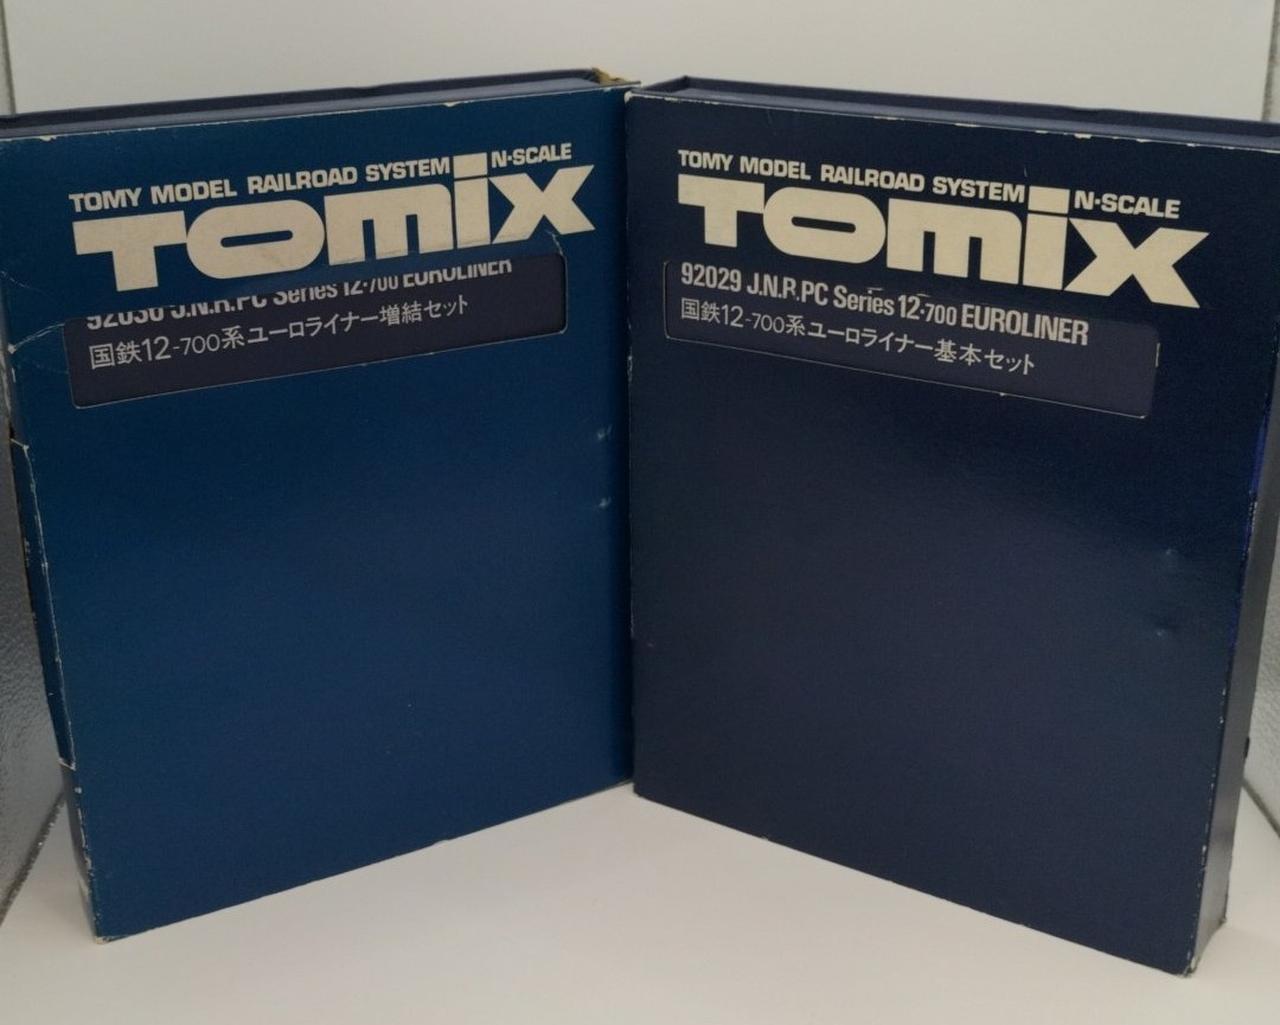 TOMY MODEL RAILROAD SYSTEM N·SCALE
TOMIX
92030 J.N.R.PC Series 12·700 EUROLINER
国鉄12-700系ユーロライナー増結セット
TOMY MODEL RAILROAD SYSTEM N·SCALE
TOMIX
92029 J.N.R.PC Series 12·700 EUROLINER
国鉄12-700系ユーロライナー基本セット